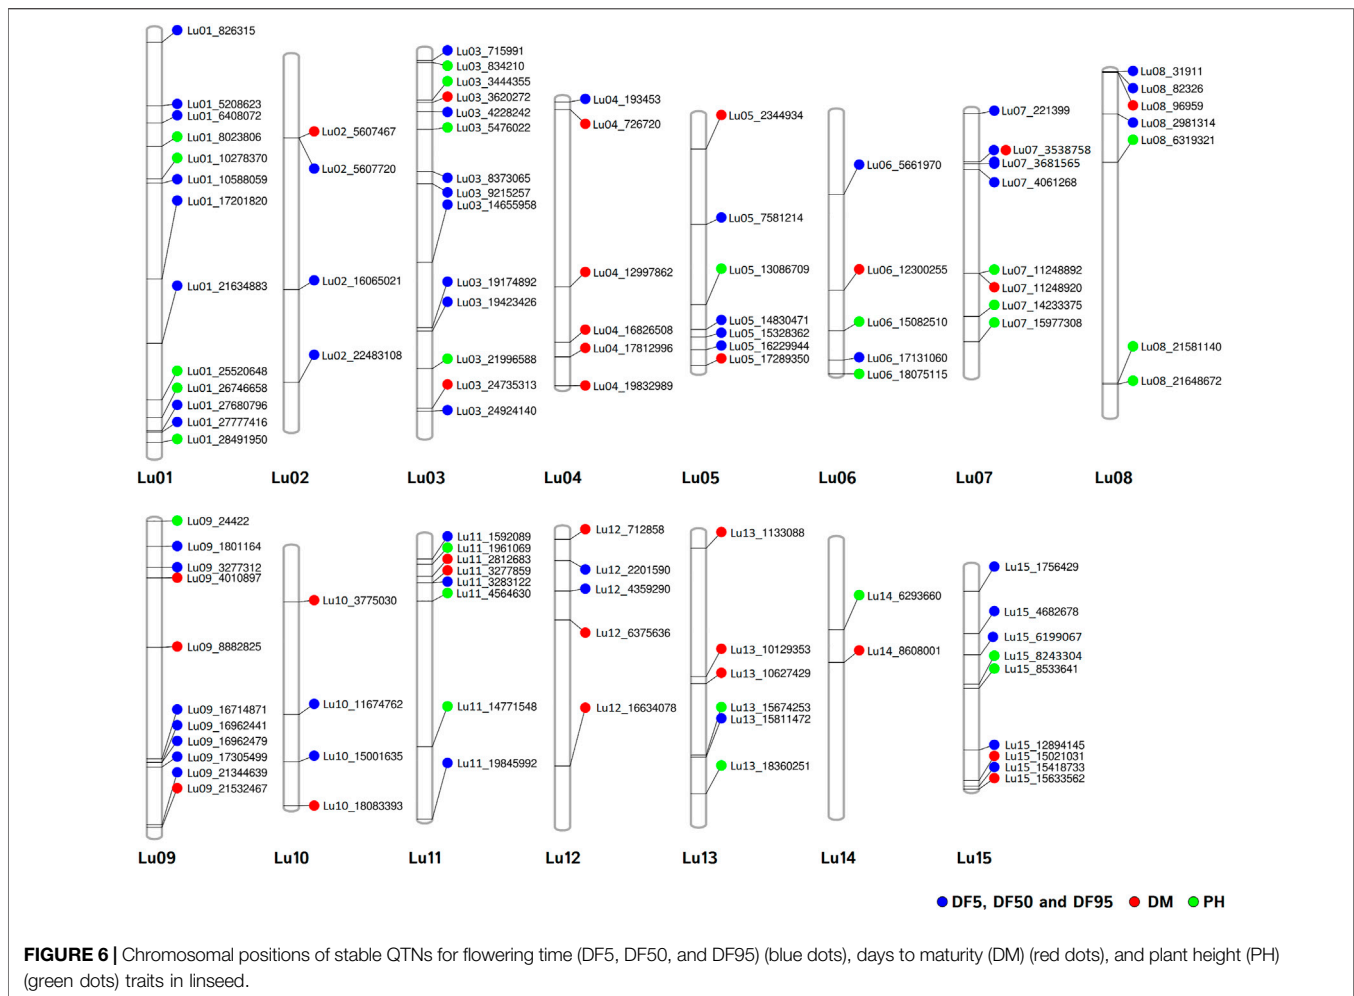 Lu01_826315
Lu01_5208623
Lu01_6408072
Lu01_8023806
Lu01_10278370
Lu01_10588059
Lu01_17201820
Lu01_21634883
Lu01_25520648
Lu01_26746658
Lu01_27680796
Lu01_27777416
Lu01_28491950
Lu02_5607467
Lu02_5607720
Lu02_16065021
Lu02_22483108
Lu03_715991
Lu03_834210
Lu03_3444355
Lu03_3620272
Lu03_4228242
Lu03_5476022
Lu03_8373065
Lu03_9215257
Lu03_14655958
Lu03_19174892
Lu03_19423426
Lu03_21996588
Lu03_24735313
Lu03_24924140
Lu04_193453
Lu04_726720
Lu04_12997862
Lu04_16826508
Lu04_17812996
Lu04_19832989
Lu05_2344934
Lu05_7581214
Lu05_13086709
Lu05_14830471
Lu05_15328362
Lu05_16229944
Lu05_17289350
Lu06_5661970
Lu06_12300255
Lu06_15082510
Lu06_17131060
Lu06_18075115
Lu07_221399
Lu07_3538758
Lu07_3681565
Lu07_4061268
Lu07_11248892
Lu07_11248920
Lu07_14233375
Lu07_15977308
Lu08_31911
Lu08_82326
Lu08_96959
Lu08_2981314
Lu08_6319321
Lu08_21581140
Lu08_21648672
Lu01 Lu02 Lu03 Lu04 Lu05 Lu06 Lu07 Lu08
Lu09_24422
Lu09_1801164
Lu09_3277312
Lu09_4010897
Lu09_8882825
Lu09_16714871
Lu09_16962441
Lu09_16962479
Lu09_17305499
Lu09_21344639
Lu09_21532467
Lu10_3775030
Lu10_11674762
Lu10_15001635
Lu10_18083393
Lu11_1592089
Lu11_1961069
Lu11_2812683
Lu11_3277859
Lu11_3283122
Lu11_4564630
Lu11_14771548
Lu11_19845992
Lu12_712858
Lu12_2201590
Lu12_4359290
Lu12_6375636
Lu12_16634078
Lu13_1133088
Lu13_10129353
Lu13_10627429
Lu13_15674253
Lu13_15811472
Lu13_18360251
Lu14_6293660
Lu14_8608001
Lu15_1756429
Lu15_4682678
Lu15_6199067
Lu15_8243304
Lu15_8533641
Lu15_12894145
Lu15_15021031
Lu15_15418733
Lu15_15633562
Lu09 Lu10 Lu11 Lu12 Lu13 Lu14 Lu15
DF5, DF50 and DF95 DM PH
FIGURE 6 | Chromosomal positions of stable QTNs for flowering time (DF5, DF50, and DF95) (blue dots), days to maturity (DM) (red dots), and plant height (PH)
(green dots) traits in linseed.